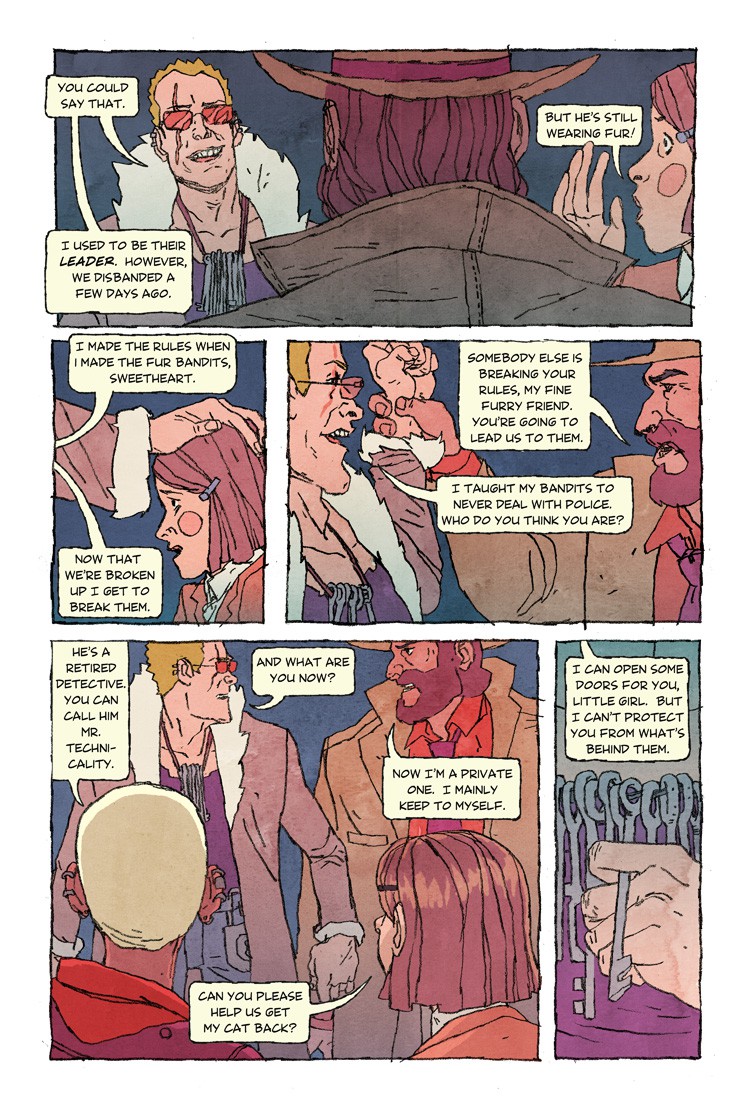 YOU COULD
SAY THAT.
I USED TO BE THEIR
LEADER. HOWEVER,
WE DISBANDED A
FEW DAYS AGO.
BUT HE'S STILL
WEARING FUR!
I MADE THE RULES WHEN
I MADE THE FUR BANDITS,
SWEETHEART.
NOW THAT
WE'RE BROKEN
UP I GET TO
BREAK THEM.
SOMEBODY ELSE IS
BREAKING YOUR
RULES, MY FINE
FURRY FRIEND.
YOU'RE GOING TO
LEAD US TO THEM.
I TAUGHT MY BANDITS TO
NEVER DEAL WITH POLICE.
WHO DO YOU THINK YOU ARE?
HE'S A
RETIRED
DETECTIVE.
YOU CAN
CALL HIM
MR.
TECHNI-
CALITY.
AND WHAT ARE
YOU NOW?
NOW I'M A PRIVATE
ONE. I MAINLY
KEEP TO MYSELF.
CAN YOU PLEASE
HELP US GET
MY CAT BACK?
I CAN OPEN SOME
DOORS FOR YOU,
LITTLE GIRL. BUT
I CAN'T PROTECT
YOU FROM WHAT'S
BEHIND THEM.